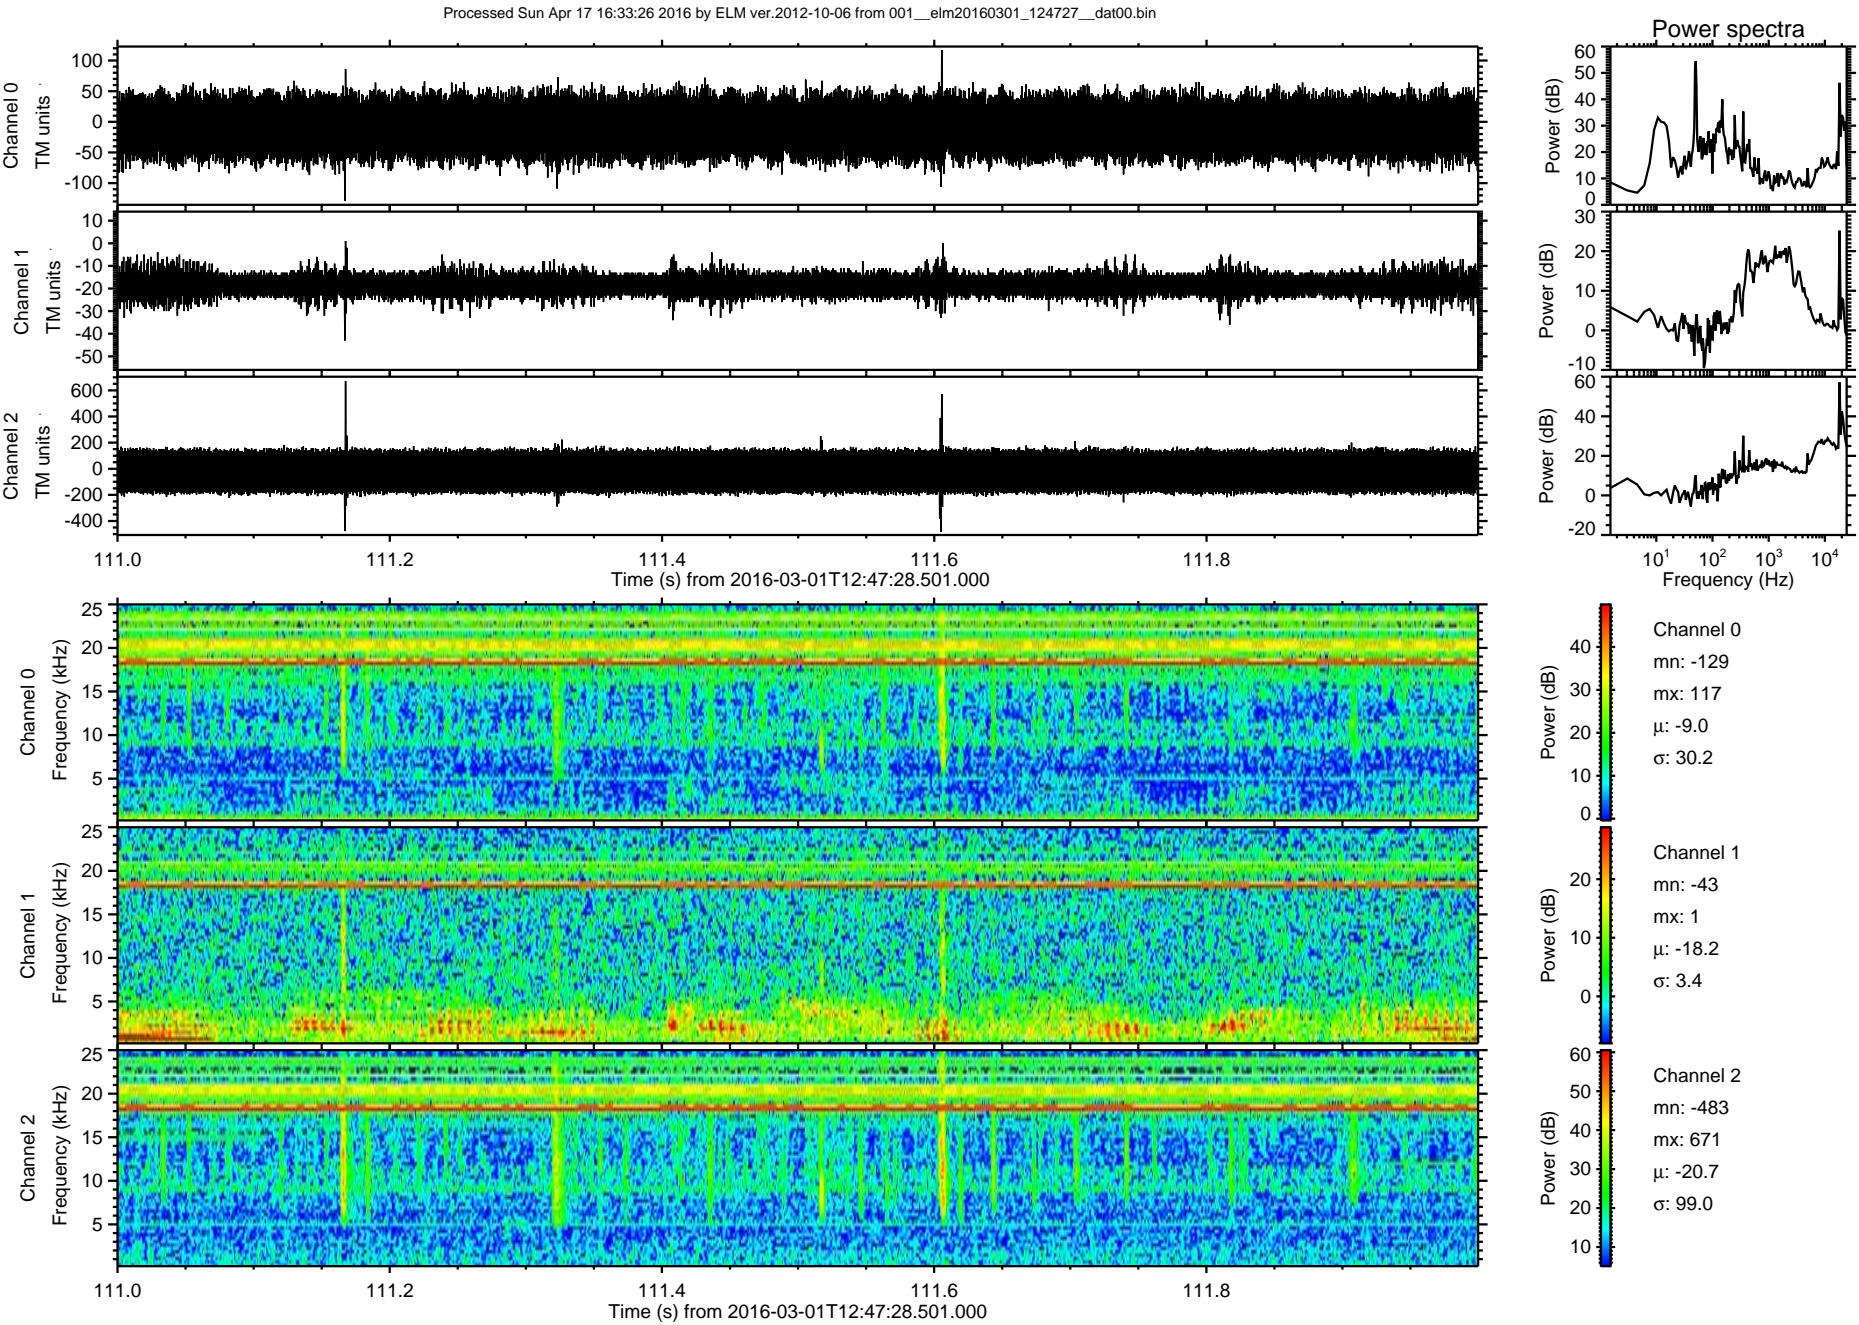 Processed Sun Apr 17 16:33:26 2016 by ELM ver.2012-10-06 from 001__elm20160301_124727__dat00.bin
Power spectra
Channel 0
TM units
100
50
0
-50
-100
Power (dB)
60
50
40
30
20
10
0
Channel 1
TM units
10
0
-10
-20
-30
-40
-50
Power (dB)
30
20
10
0
-10
Channel 2
TM units
600
400
200
0
-200
-400
Power (dB)
60
40
20
0
-20
111.0 111.2 111.4 111.6 111.8
Time (s) from 2016-03-01T12:47:28.501.000
10¹ 10² 10³ 10⁴
Frequency (Hz)
Channel 0
Frequency (kHz)
25
20
15
10
5
Power (dB)
40
30
20
10
0
Channel 0
mn: -129
mx: 117
μ: -9.0
σ: 30.2
Channel 1
Frequency (kHz)
25
20
15
10
5
Power (dB)
20
10
0
Channel 1
mn: -43
mx: 1
μ: -18.2
σ: 3.4
Channel 2
Frequency (kHz)
25
20
15
10
5
Power (dB)
60
50
40
30
20
10
Channel 2
mn: -483
mx: 671
μ: -20.7
σ: 99.0
111.0 111.2 111.4 111.6 111.8
Time (s) from 2016-03-01T12:47:28.501.000